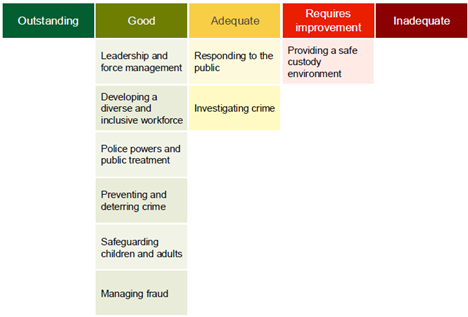 Outstanding
Good
Adequate
Requires
improvement
Inadequate
Leadership and
force management
Responding to the
public
Providing a safe
custody
environment
Developing a
diverse and
inclusive workforce
Investigating crime
Police powers and
public treatment
Preventing and
deterring crime
Safeguarding
children and adults
Managing fraud